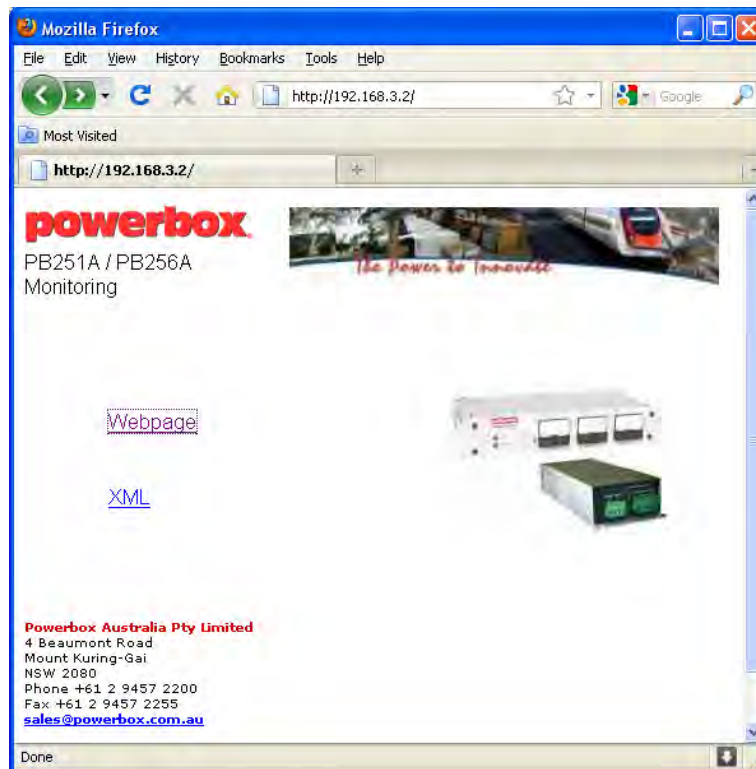 Mozilla Firefox
File Edit View History Bookmarks Tools Help
http://192.168.3.2/
Google
Most Visited
http://192.168.3.2/
powerbox
The Power to Innovate
PB251A / PB256A
Monitoring
Webpage
XML
Powerbox Australia Pty Limited
4 Beaumont Road
Mount Kuring-Gai
NSW 2080
Phone +61 2 9457 2200
Fax +61 2 9457 2255
sales@powerbox.com.au
Done